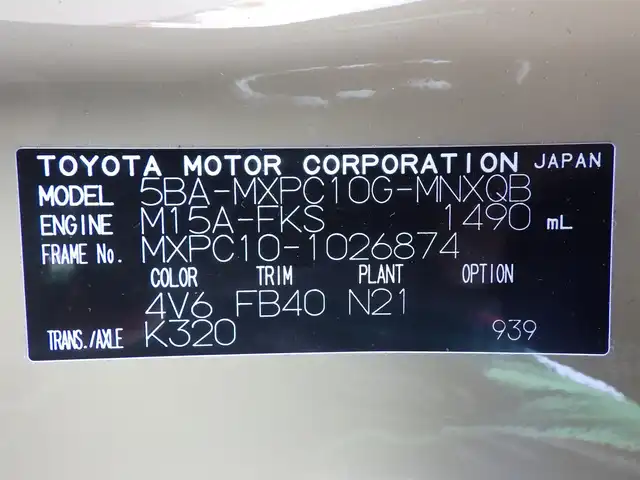 TOYOTA MOTOR CORPORATION JAPAN
MODEL 5BA-MXPC10G-MNXQB
ENGINE M15A-FKS 1490 mL
FRAME No. MXPC10-1026874
COLOR TRIM PLANT OPTION
4V6 FB40 N21
TRANS./AXLE K320 939